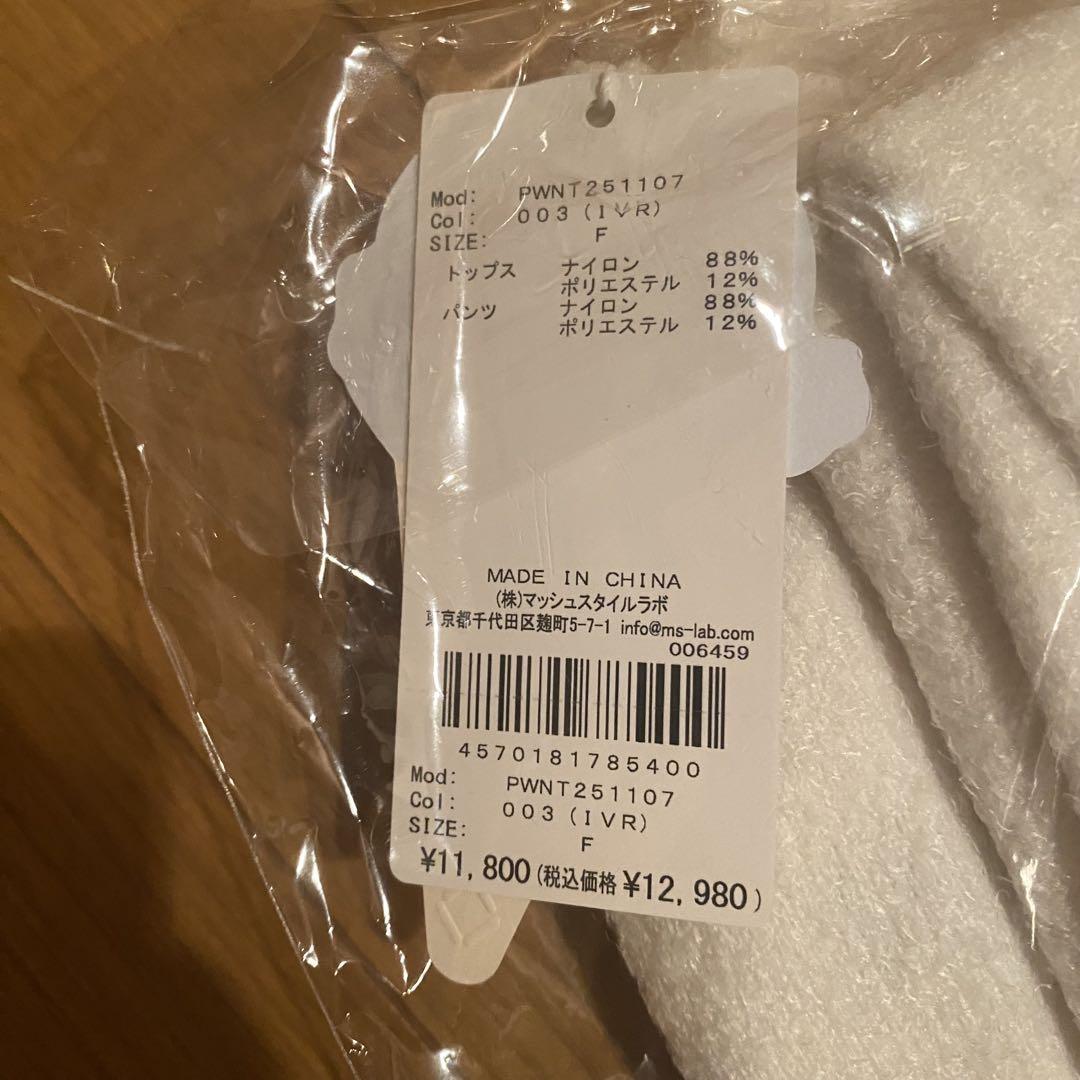 Mod: PWNT251107
Col: 003(IVR)
SIZE: F
トップス ナイロン 88%
ポリエステル 12%
パンツ ナイロン 88%
ポリエステル 12%
MADE IN CHINA
(株)マッシュスタイルラボ
東京都千代田区麹町5-7-1 info@ms-lab.com
006459
4570181785400
Mod: PWNT251107
Col: 003(IVR)
SIZE: F
¥11,800(税込価格 ¥12,980)